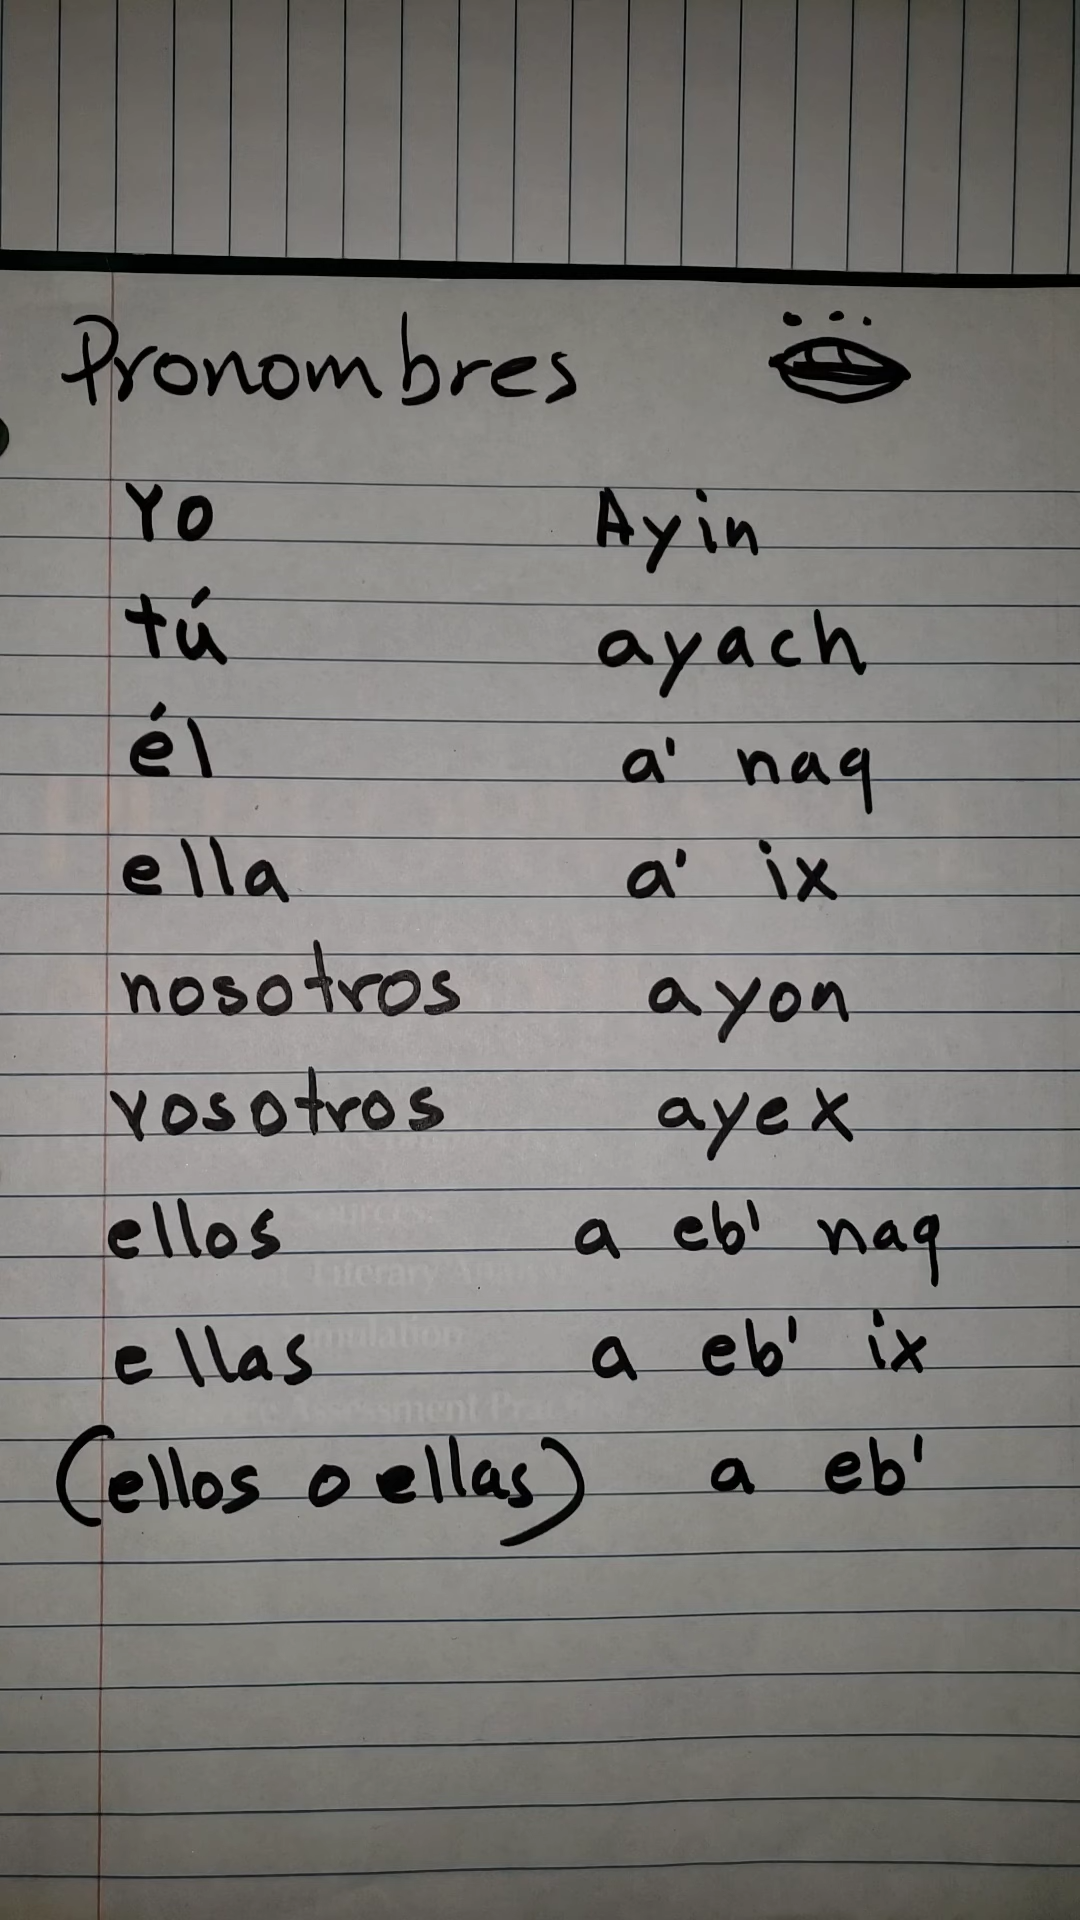 Pronombres
Yo Ayin
tú ayach
él a' naq
ella a' ix
nosotros ayon
vosotros ayex
ellos a eb' naq
ellas a eb' ix
(ellos o ellas) a eb'